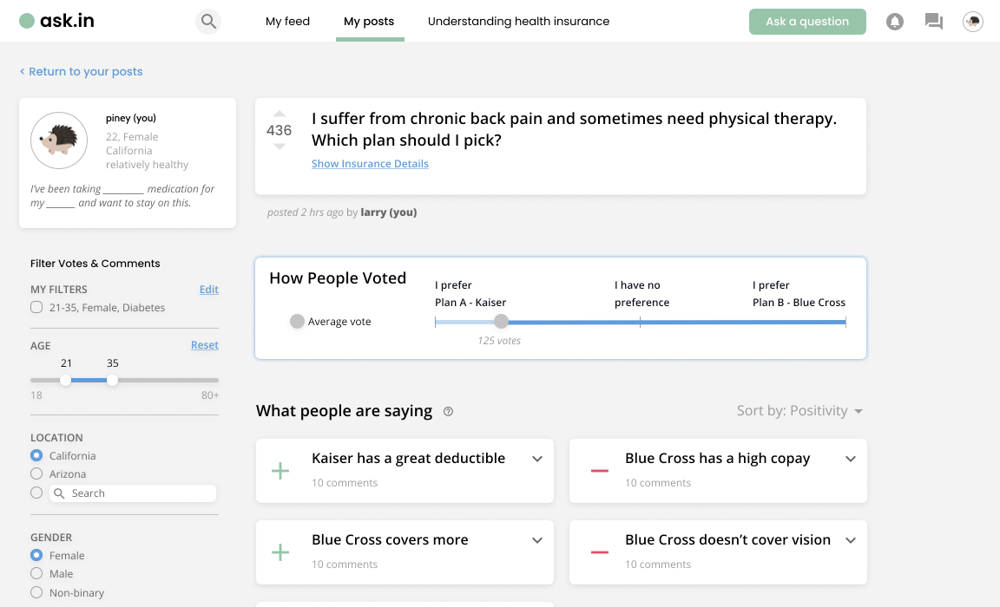 ask.in
My feed
My posts
Understanding health insurance
Ask a question
< Return to your posts
piney (you)
22, Female
California
relatively healthy
I've been taking ________ medication for
my ______ and want to stay on this.
Filter Votes & Comments
MY FILTERS
Edit
21-35, Female, Diabetes
AGE
Reset
21
35
18
80+
LOCATION
California
Arizona
Search
GENDER
Female
Male
Non-binary
436
I suffer from chronic back pain and sometimes need physical therapy.
Which plan should I pick?
Show Insurance Details
posted 2 hrs ago by larry (you)
How People Voted
Average vote
I prefer
Plan A - Kaiser
I have no
preference
I prefer
Plan B - Blue Cross
125 votes
What people are saying
?
Sort by: Positivity
Kaiser has a great deductible
10 comments
Blue Cross has a high copay
10 comments
Blue Cross covers more
10 comments
Blue Cross doesn’t cover vision
10 comments